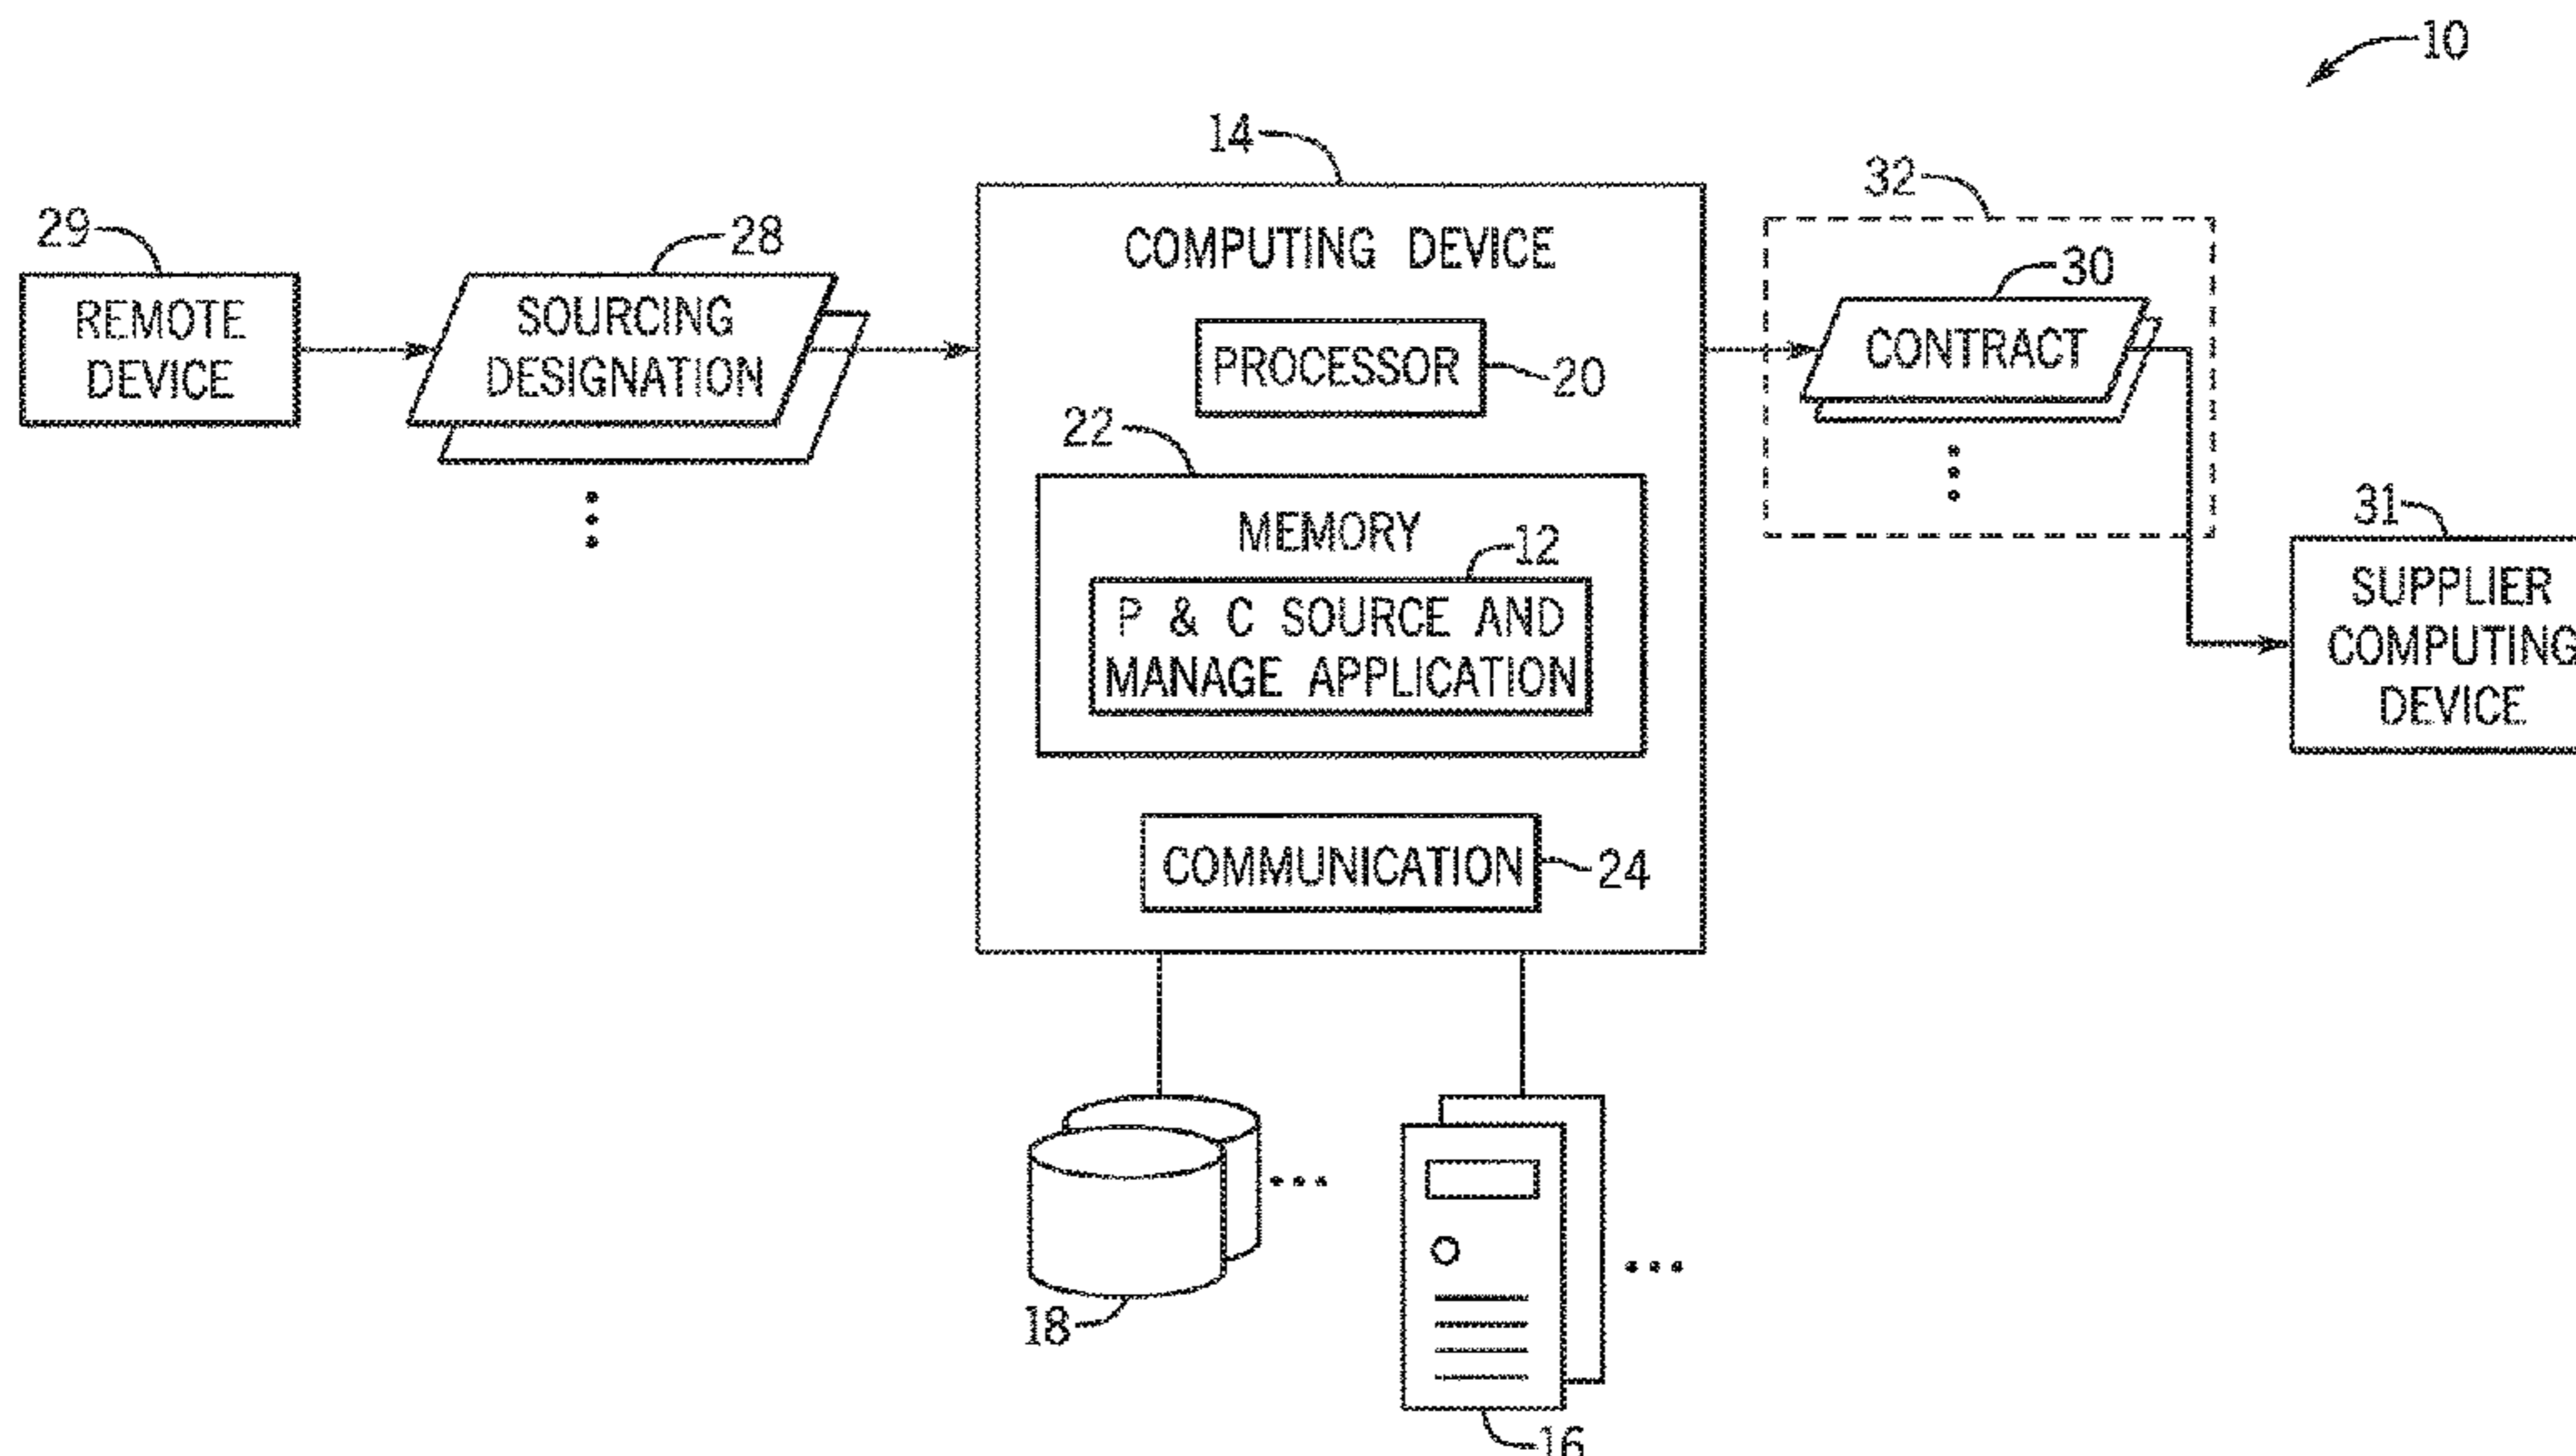 10
14
32
29
28
30
COMPUTING DEVICE
REMOTE
DEVICE
SOURCING
DESIGNATION
PROCESSOR
20
CONTRACT
22
MEMORY
12
P & C SOURCE AND
MANAGE APPLICATION
31
SUPPLIER
COMPUTING
DEVICE
COMMUNICATION
24
18
16